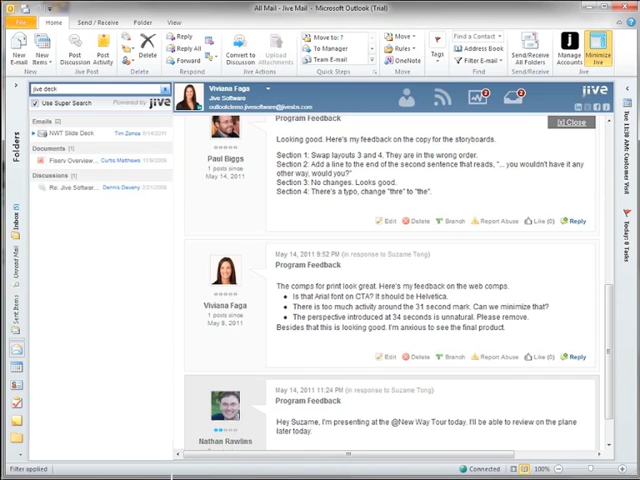 All Mail - Jive Mail - Microsoft Outlook (Trial)
File
Home
Send / Receive
Folder
View
New E-mail
New Items
Post Discussion
Post Activity
Delete
Reply
Reply All
Forward
Convert to Discussion
Upload Attachments
Move to: ?
To Manager
Team E-mail
Move
Rules
OneNote
Tags
Find a Contact
Address Book
Filter E-mail
Send/Receive All Folders
Manage Accounts
Minimize Jive
New
Jive Post
Delete
Respond
Jive
Quick Steps
Move
Find
Send/Receive
Jive
jive deck
Use Super Search
Powered by jive
Emails (2)
NWT Slide Deck Tim Zonca
Documents (1)
Fiserv Overview... Curtis Matthews
Discussions (1)
Re: Jive Softwar... Dennis Deveny
Folders
Inbox (5)
Unread Mail
Sent Items
Viviana Faga
Jive Software
jive
[x] Close
Program Feedback
Paul Biggs
1 posts since
May 14, 2011
Looking good. Here's my feedback on the copy for the storyboards.
Section 1: Swap layouts 3 and 4. They are in the wrong order.
Section 2: Add a line to the end of the second sentence that reads, "... you wouldn't have it any
other way, would you?"
Section 3: No changes. Looks good.
Section 4: There's a typo, change "thre" to "the".
Edit Delete Branch Report Abuse Like (0) Reply
May 14, 2011 9:52 PM (in response to Suzame Tong)
Program Feedback
Viviana Faga
1 posts since
May 8, 2011
The comps for print look great. Here's my feedback on the web comps.
Is that Arial font on CTA? It should be Helvetica.
There is too much activity around the 31 second mark. Can we minimize that?
The perspective introduced at 34 seconds is unnatural. Please remove.
Besides that this is looking good. I'm anxious to see the final product.
Edit Delete Branch Report Abuse Like (0) Reply
May 14, 2011 11:24 PM (in response to Suzame Tong)
Program Feedback
Nathan Rawlins
Hey Suzame, I'm presenting at the @New Way Tour today. I'll be able to review on the plane
later today.
Tue 11:30 AM: Customer Visit
Today: 0 Tasks
Filter applied
Connected
100%